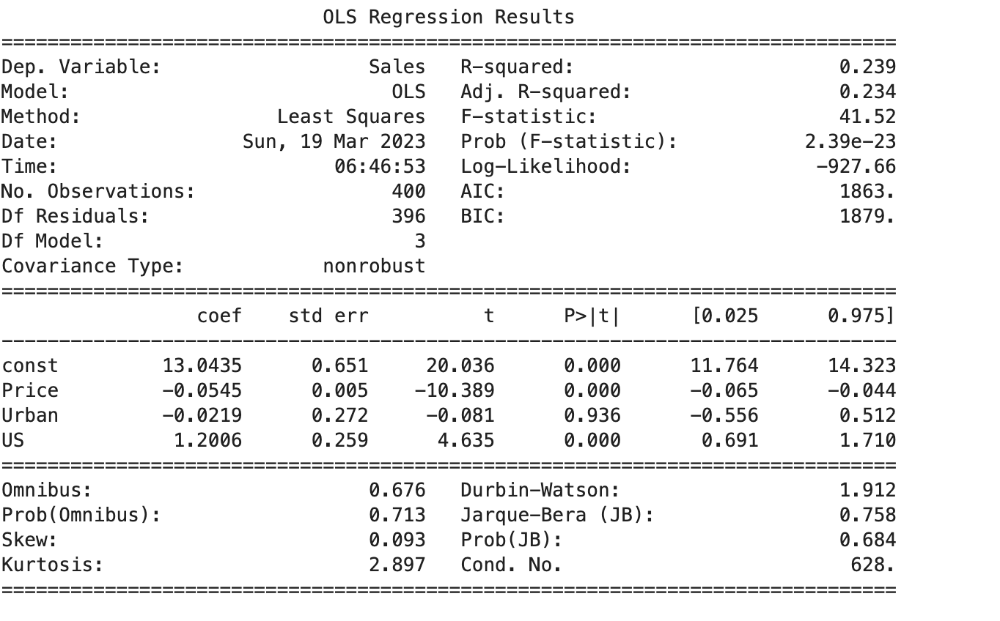 OLS Regression Results
==============================================================================
Dep. Variable:                  Sales   R-squared:                       0.239
Model:                            OLS   Adj. R-squared:                  0.234
Method:                 Least Squares   F-statistic:                     41.52
Date:                Sun, 19 Mar 2023   Prob (F-statistic):           2.39e-23
Time:                        06:46:53   Log-Likelihood:                -927.66
No. Observations:                 400   AIC:                             1863.
Df Residuals:                     396   BIC:                             1879.
Df Model:                           3
Covariance Type:            nonrobust
==============================================================================
                 coef    std err          t      P>|t|      [0.025      0.975]
------------------------------------------------------------------------------
const         13.0435      0.651     20.036      0.000      11.764      14.323
Price         -0.0545      0.005    -10.389      0.000      -0.065      -0.044
Urban         -0.0219      0.272     -0.081      0.936      -0.556       0.512
US             1.2006      0.259      4.635      0.000       0.691       1.710
==============================================================================
Omnibus:                        0.676   Durbin-Watson:                   1.912
Prob(Omnibus):                  0.713   Jarque-Bera (JB):                0.758
Skew:                           0.093   Prob(JB):                        0.684
Kurtosis:                       2.897   Cond. No.                         628.
==============================================================================